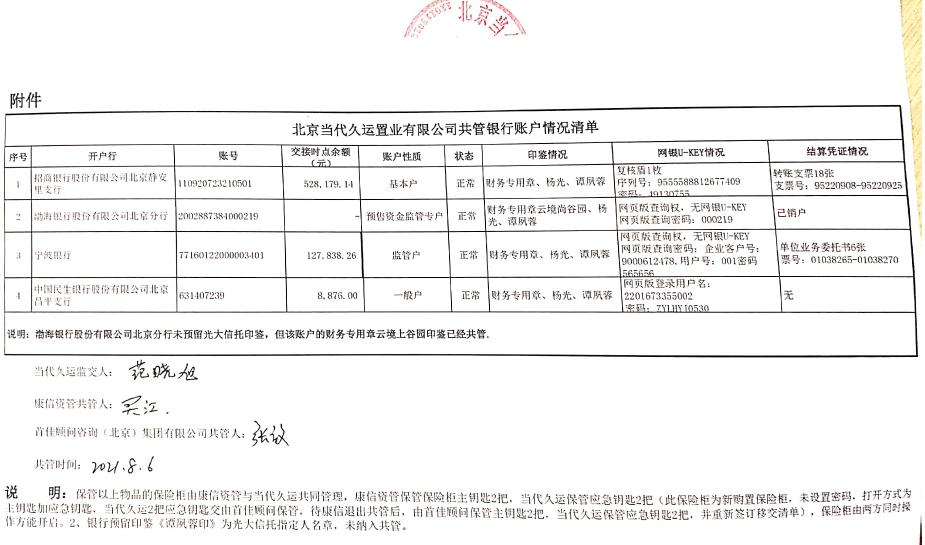 北京当
附件
北京当代久运置业有限公司共管银行账户情况清单
序号 开户行 账号 交接时点余额（元） 账户性质 状态 印鉴情况 网银U-KEY情况 结算凭证情况
1 招商银行股份有限公司北京静安里支行 110920723210501 528,179.14 基本户 正常 财务专用章、杨光、谭夙蓉 复核盾1枚 序列号：9555588812677409 密码：49130755 转账支票18张 支票号：95220908-95220925
2 渤海银行股份有限公司北京分行 2002887384000219 - 预售资金监管专户 正常 财务专用章云境尚谷园、杨光、谭夙蓉 网页版查询权，无网银U-KEY 网页版查询密码：000219 已销户
3 宁波银行 77160122000003401 127,838.26 监管户 正常 财务专用章、杨光、谭夙蓉 网页版查询权，无网银U-KEY 网页版查询密码：企业客户号：9000612478.用户号：001密码565656 单位业务委托书6张 票号：01038265-01038270
4 中国民生银行股份有限公司北京昌平支行 631407239 8,876.00 一般户 正常 财务专用章、杨光、谭夙蓉 网页版登录用户名：2201673355002 密码：ZYLHYJ0530 无
说明：渤海银行股份有限公司北京分行未预留光大信托印鉴，但该账户的财务专用章云境上谷园印鉴已经共管.
当代久运监交人：范晓旭
康信资管共管人：吴江.
首佳顾问咨询（北京）集团有限公司共管人：张纹
共管时间：2021.8.6
说 明：保管以上物品的保险柜由康信资管与当代久运共同管理，康信资管保管保险柜主钥匙2把，当代久运保管应急钥匙2把（此保险柜为新购置保险柜，未设置密码，打开方式为
主钥匙加应急钥匙，当代久运2把应急钥匙交由首佳顾问保管，待康信退出共管后，由首佳顾问保管主钥匙2把，当代久运保管应急钥匙2把，并重新签订移交清单），保险柜由两方同时操
作方能开启。2、银行预留印鉴《谭夙蓉印》为光大信托指定人名章，未纳入共管。